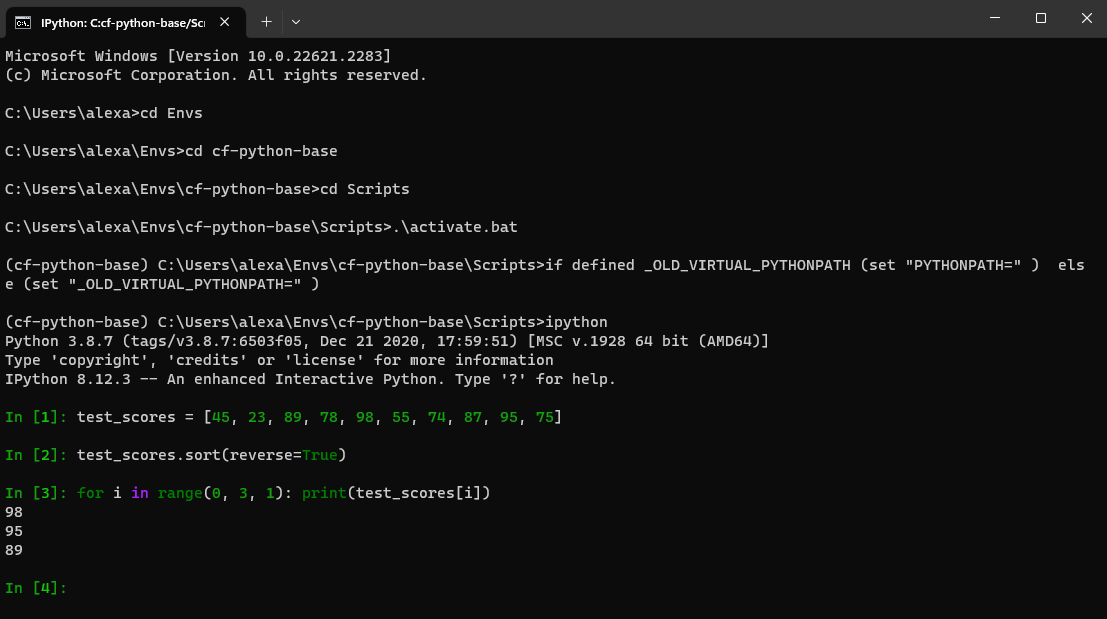 IPython: C:cf-python-base/Scr
Microsoft Windows [Version 10.0.22621.2283]
(c) Microsoft Corporation. All rights reserved.
C:\Users\alexa>cd Envs
C:\Users\alexa\Envs>cd cf-python-base
C:\Users\alexa\Envs\cf-python-base>cd Scripts
C:\Users\alexa\Envs\cf-python-base\Scripts>.\activate.bat
(cf-python-base) C:\Users\alexa\Envs\cf-python-base\Scripts>if defined _OLD_VIRTUAL_PYTHONPATH (set "PYTHONPATH=" )  els
e (set "_OLD_VIRTUAL_PYTHONPATH=" )
(cf-python-base) C:\Users\alexa\Envs\cf-python-base\Scripts>ipython
Python 3.8.7 (tags/v3.8.7:6503f05, Dec 21 2020, 17:59:51) [MSC v.1928 64 bit (AMD64)]
Type 'copyright', 'credits' or 'license' for more information
IPython 8.12.3 -- An enhanced Interactive Python. Type '?' for help.
In [1]: test_scores = [45, 23, 89, 78, 98, 55, 74, 87, 95, 75]
In [2]: test_scores.sort(reverse=True)
In [3]: for i in range(0, 3, 1): print(test_scores[i])
98
95
89
In [4]: